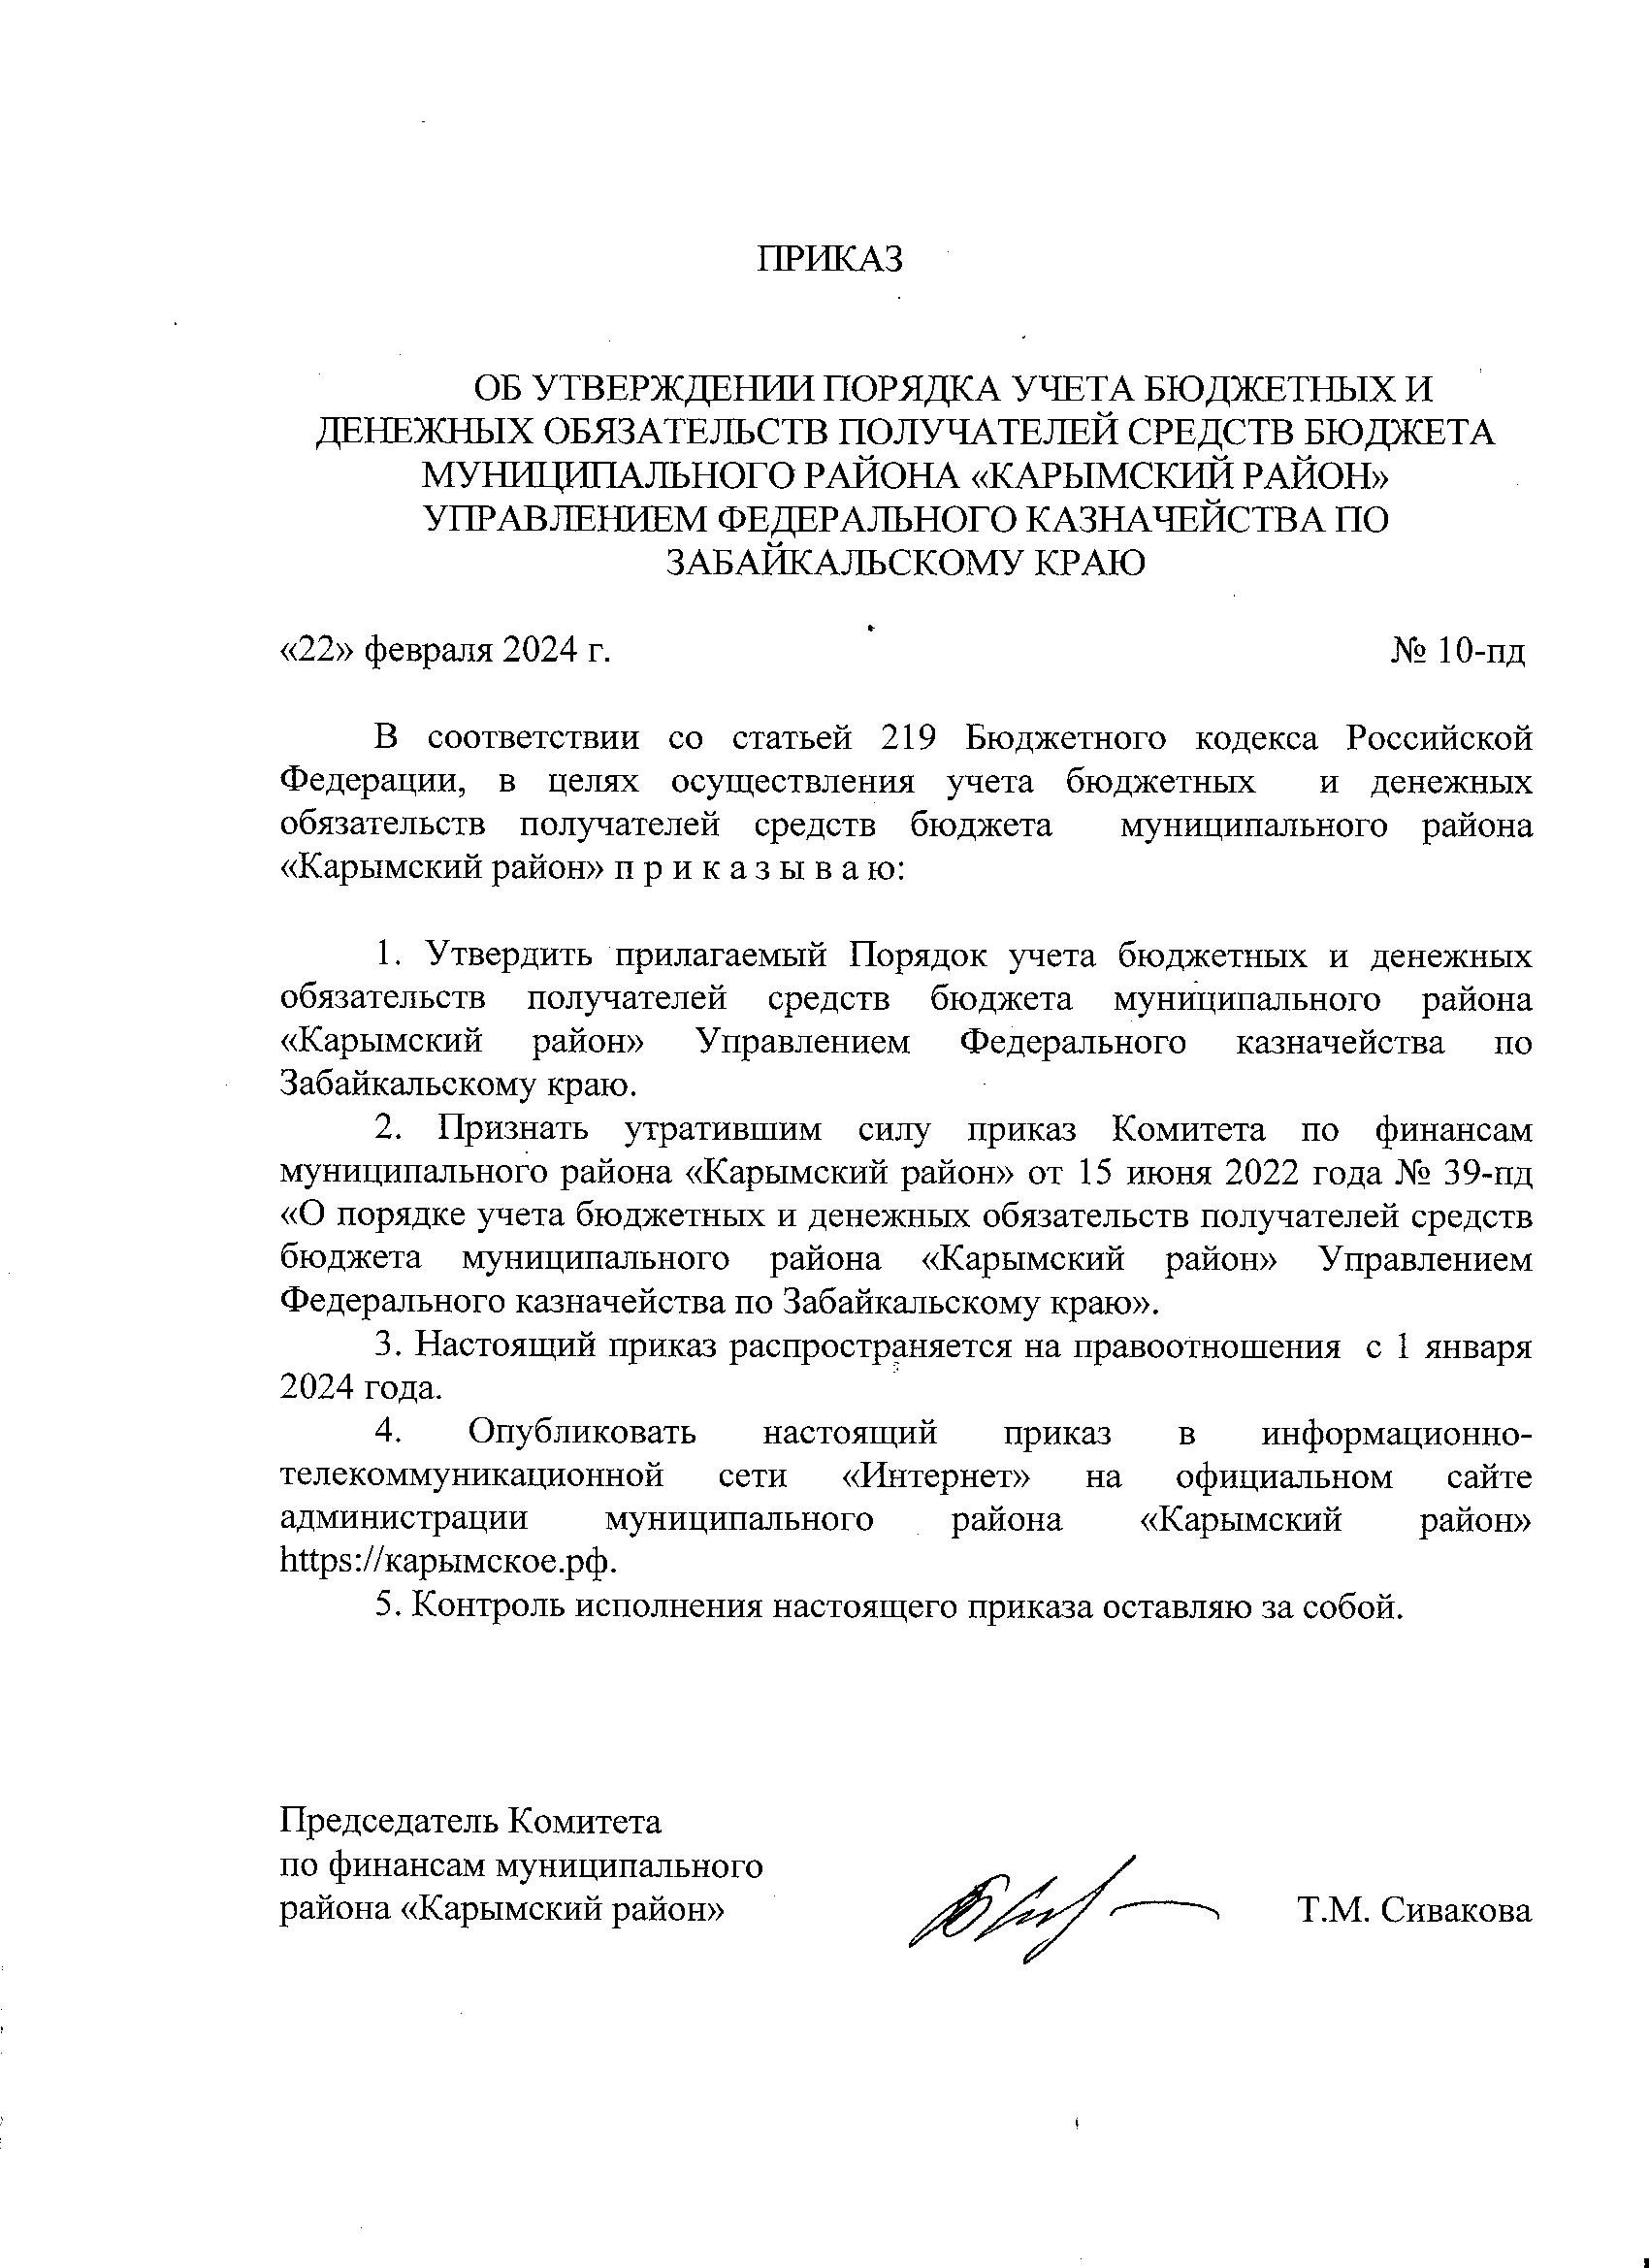 ПРИКАЗ
ОБ УТВЕРЖДЕНИИ ПОРЯДКА УЧЕТА БЮДЖЕТНЫХ И
ДЕНЕЖНЫХ ОБЯЗАТЕЛЬСТВ ПОЛУЧАТЕЛЕЙ СРЕДСТВ БЮДЖЕТА
МУНИЦИПАЛЬНОГО РАЙОНА «КАРЫМСКИЙ РАЙОН»
УПРАВЛЕНИЕМ ФЕДЕРАЛЬНОГО КАЗНАЧЕЙСТВА ПО
ЗАБАЙКАЛЬСКОМУ КРАЮ
«22» февраля 2024 г. № 10-пд
В соответствии со статьей 219 Бюджетного кодекса Российской
Федерации, в целях осуществления учета бюджетных и денежных
обязательств получателей средств бюджета муниципального района
«Карымский район» п р и к а з ы в а ю:
1. Утвердить прилагаемый Порядок учета бюджетных и денежных
обязательств получателей средств бюджета муниципального района
«Карымский район» Управлением Федерального казначейства по
Забайкальскому краю.
2. Признать утратившим силу приказ Комитета по финансам
муниципального района «Карымский район» от 15 июня 2022 года № 39-пд
«О порядке учета бюджетных и денежных обязательств получателей средств
бюджета муниципального района «Карымский район» Управлением
Федерального казначейства по Забайкальскому краю».
3. Настоящий приказ распространяется на правоотношения с 1 января
2024 года.
4. Опубликовать настоящий приказ в информационно-
телекоммуникационной сети «Интернет» на официальном сайте
администрации муниципального района «Карымский район»
https://карымское.рф.
5. Контроль исполнения настоящего приказа оставляю за собой.
Председатель Комитета
по финансам муниципального
района «Карымский район» Т.М. Сивакова